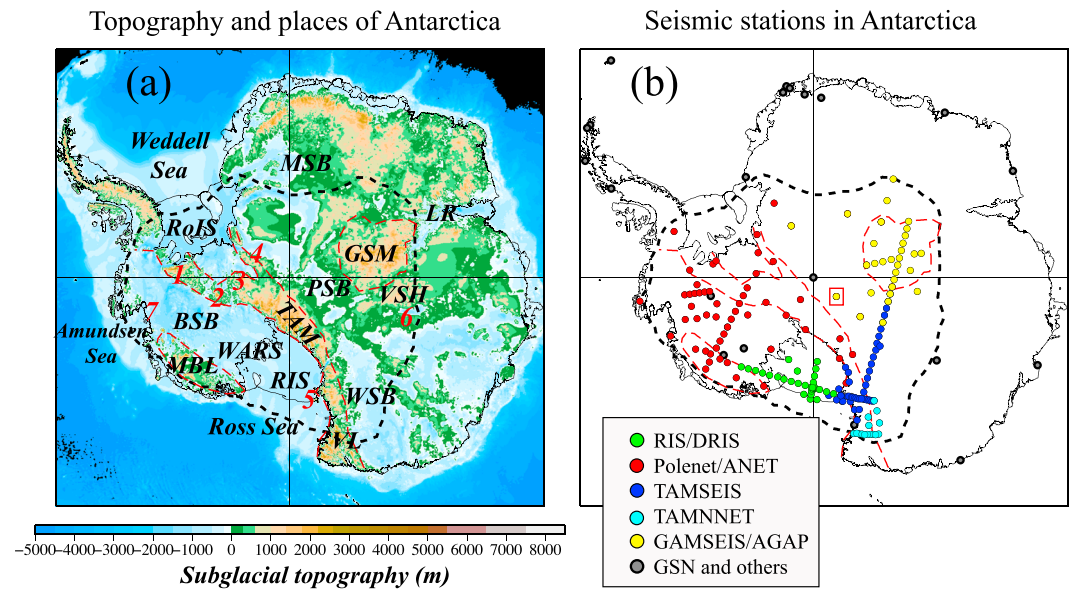 Topography and places of Antarctica
Seismic stations in Antarctica
(a)
Weddell
Sea
MSB
RoIS
LR
4
GSM
1
3
2
PSB
VSH
6
7
BSB
TAM
Amundsen
Sea
WARS
MBL
RIS
5
WSB
Ross Sea
VL
−5000−4000−3000−2000−1000 0 1000 2000 3000 4000 5000 6000 7000 8000
Subglacial topography (m)
(b)
RIS/DRIS
Polenet/ANET
TAMSEIS
TAMNNET
GAMSEIS/AGAP
GSN and others